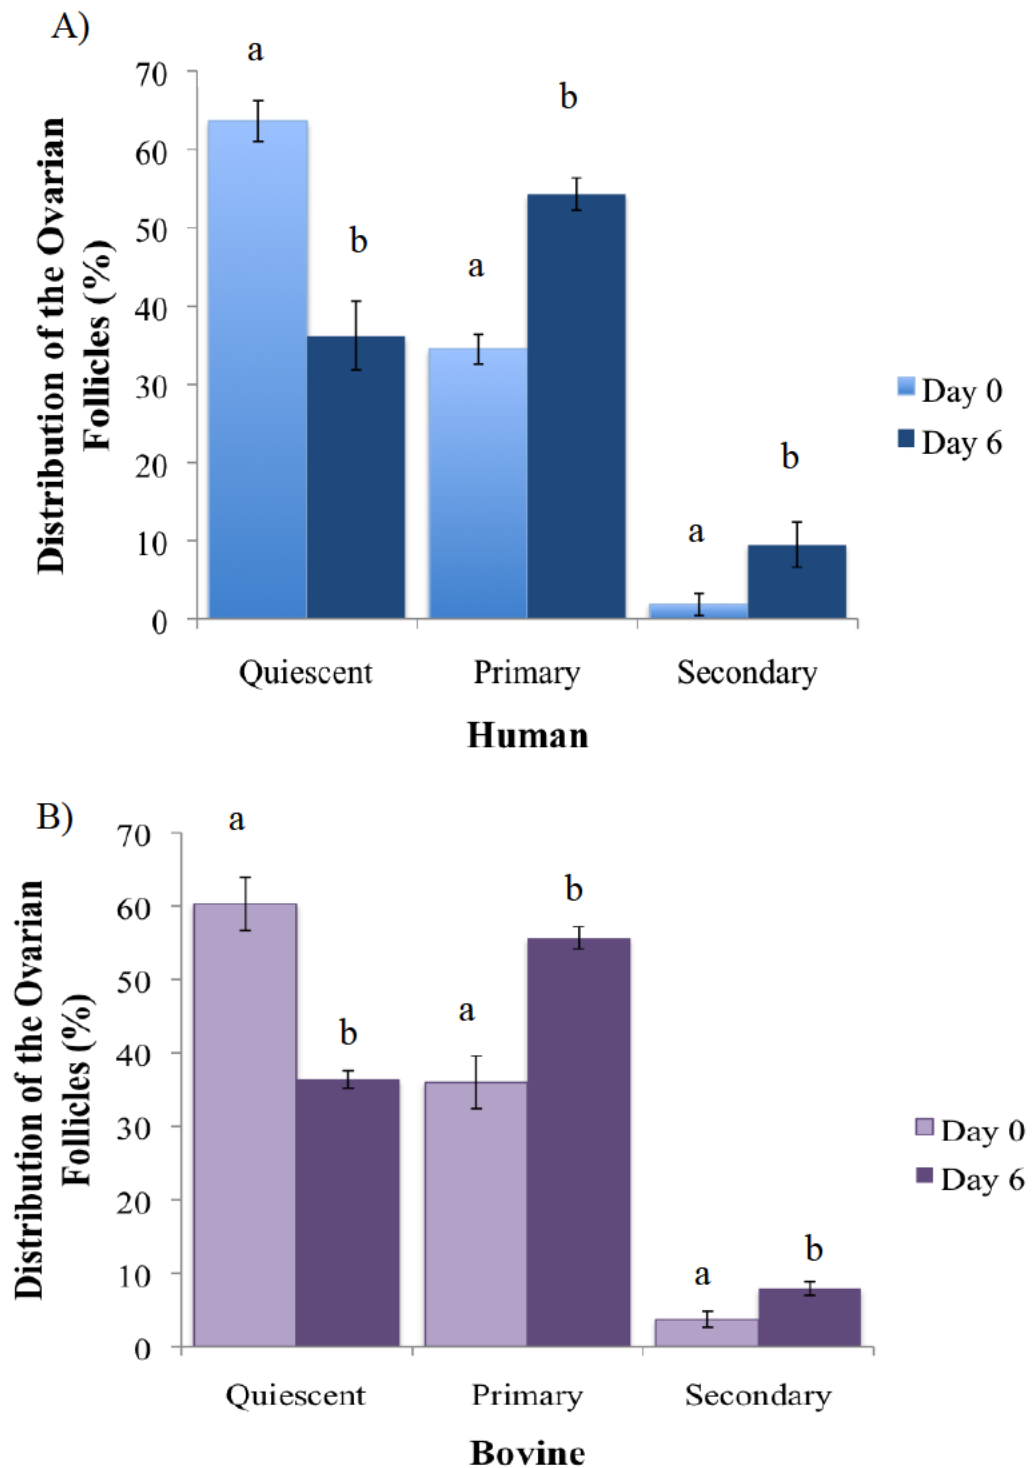 A)
a
b
a
b
a
b
70
60
50
40
30
20
10
0
Distribution of the Ovarian
Follicles (%)
Quiescent Primary Secondary
Human
Day 0
Day 6
B)
a
b
a
b
a
b
70
60
50
40
30
20
10
0
Distribution of the Ovarian
Follicles (%)
Quiescent Primary Secondary
Bovine
Day 0
Day 6